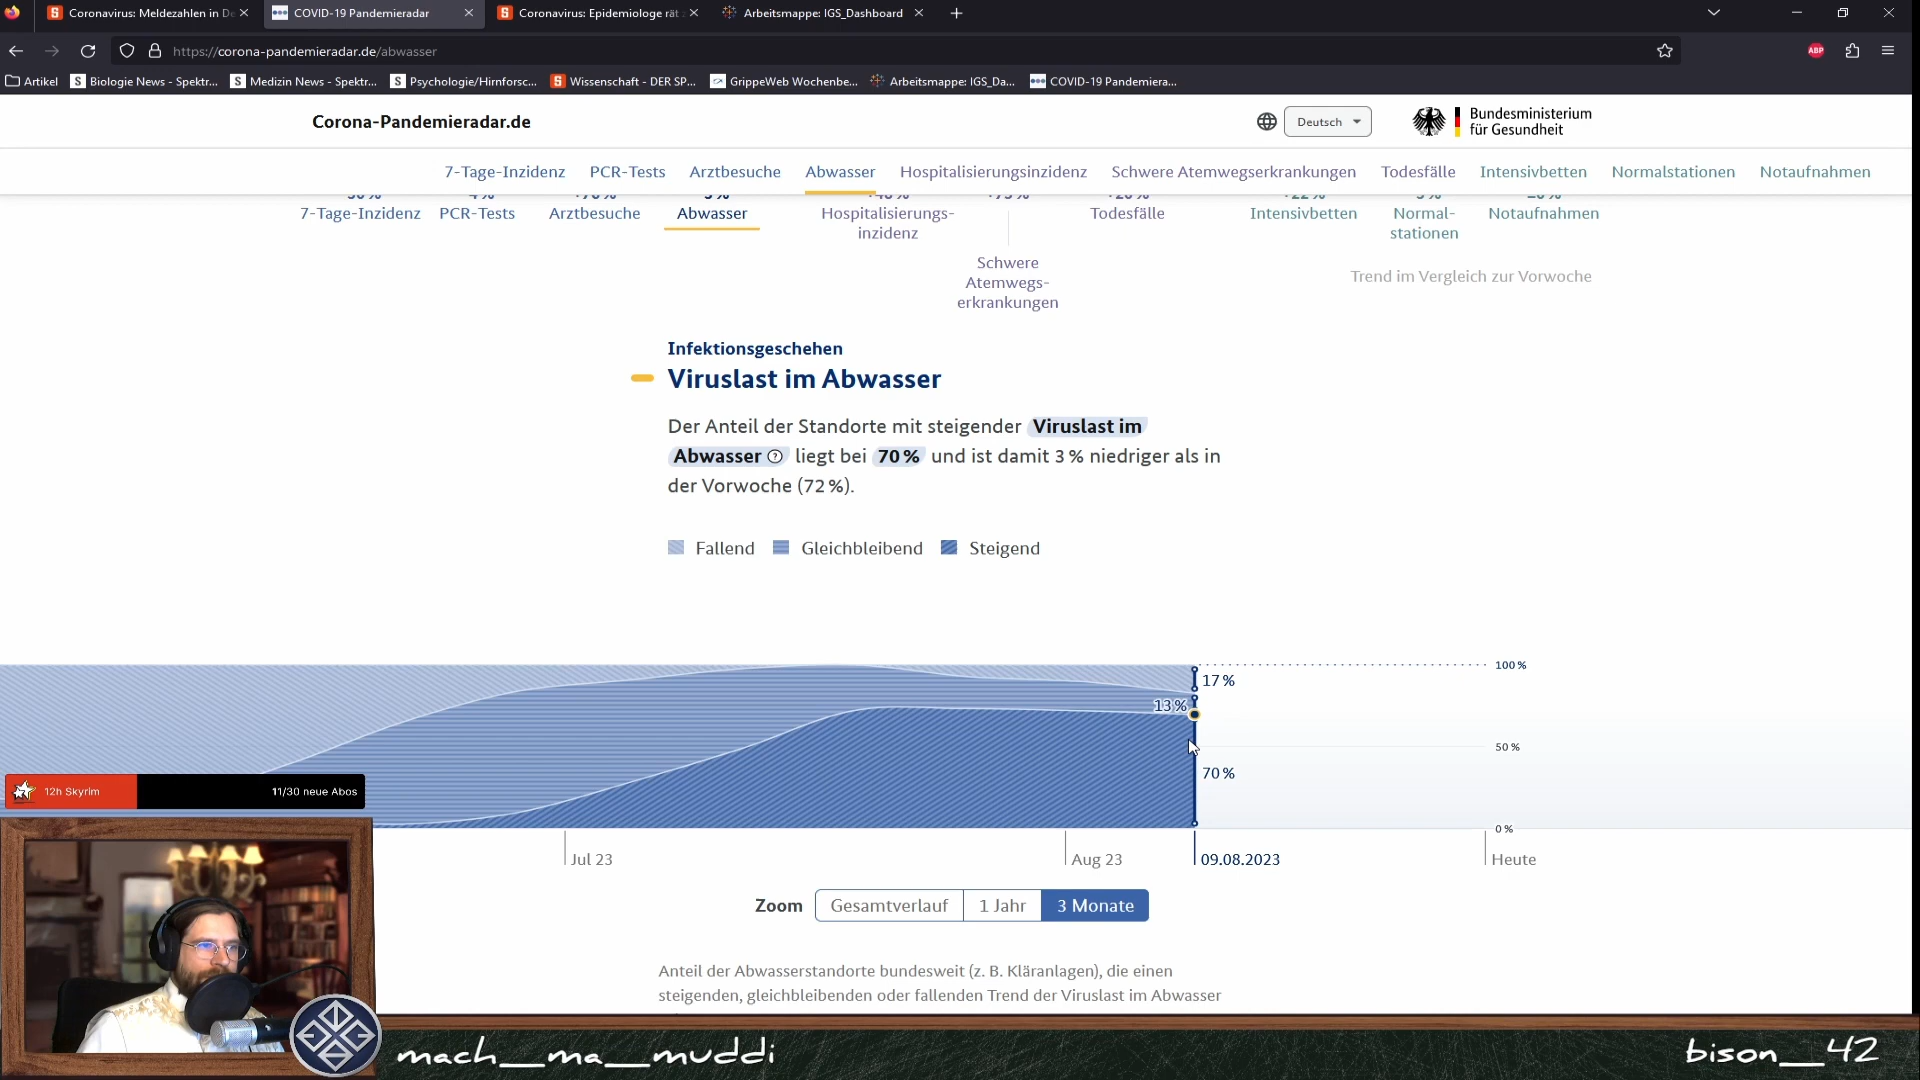 Coronavirus: Meldezahlen in De
COVID-19 Pandemieradar
Coronavirus: Epidemiologe rät z
Arbeitsmappe: IGS_Dashboard
https://corona-pandemieradar.de/abwasser
ABP
Artikel
Biologie News - Spektr...
Medizin News - Spektr...
Psychologie/Hirnforsc...
Wissenschaft - DER SP...
GrippeWeb Wochenbe...
Arbeitsmappe: IGS_Da...
COVID-19 Pandemiera...
Corona-Pandemieradar.de
Deutsch
Bundesministerium
für Gesundheit
7-Tage-Inzidenz PCR-Tests Arztbesuche Abwasser Hospitalisierungsinzidenz Schwere Atemwegserkrankungen Todesfälle Intensivbetten Normalstationen Notaufnahmen
7-Tage-Inzidenz
PCR-Tests
Arztbesuche
Abwasser
Hospitalisierungs-
inzidenz
Schwere
Atemwegs-
erkrankungen
Todesfälle
Intensivbetten
Normal-
stationen
Notaufnahmen
Trend im Vergleich zur Vorwoche
Infektionsgeschehen
Viruslast im Abwasser
Der Anteil der Standorte mit steigender Viruslast im
Abwasser ? liegt bei 70 % und ist damit 3 % niedriger als in
der Vorwoche (72 %).
Fallend Gleichbleibend Steigend
100 %
17 %
13 %
50 %
70 %
0 %
Jul 23
Aug 23
09.08.2023
Heute
Zoom Gesamtverlauf 1 Jahr 3 Monate
Anteil der Abwasserstandorte bundesweit (z. B. Kläranlagen), die einen
steigenden, gleichbleibenden oder fallenden Trend der Viruslast im Abwasser
12h Skyrim
11/30 neue Abos
mach__ma__muddi
bison__42